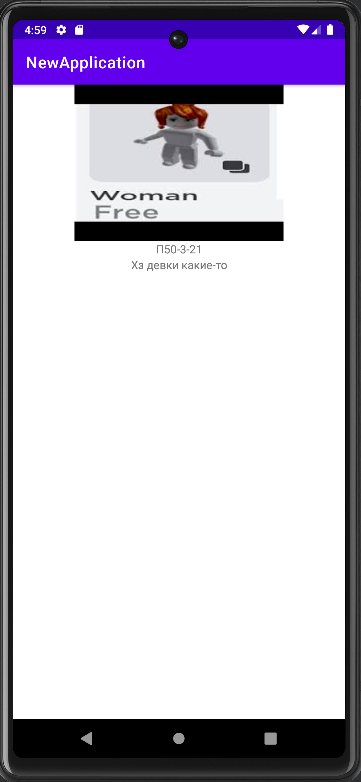 4:59
NewApplication
Woman
Free
П50-3-21
Хз девки какие-то